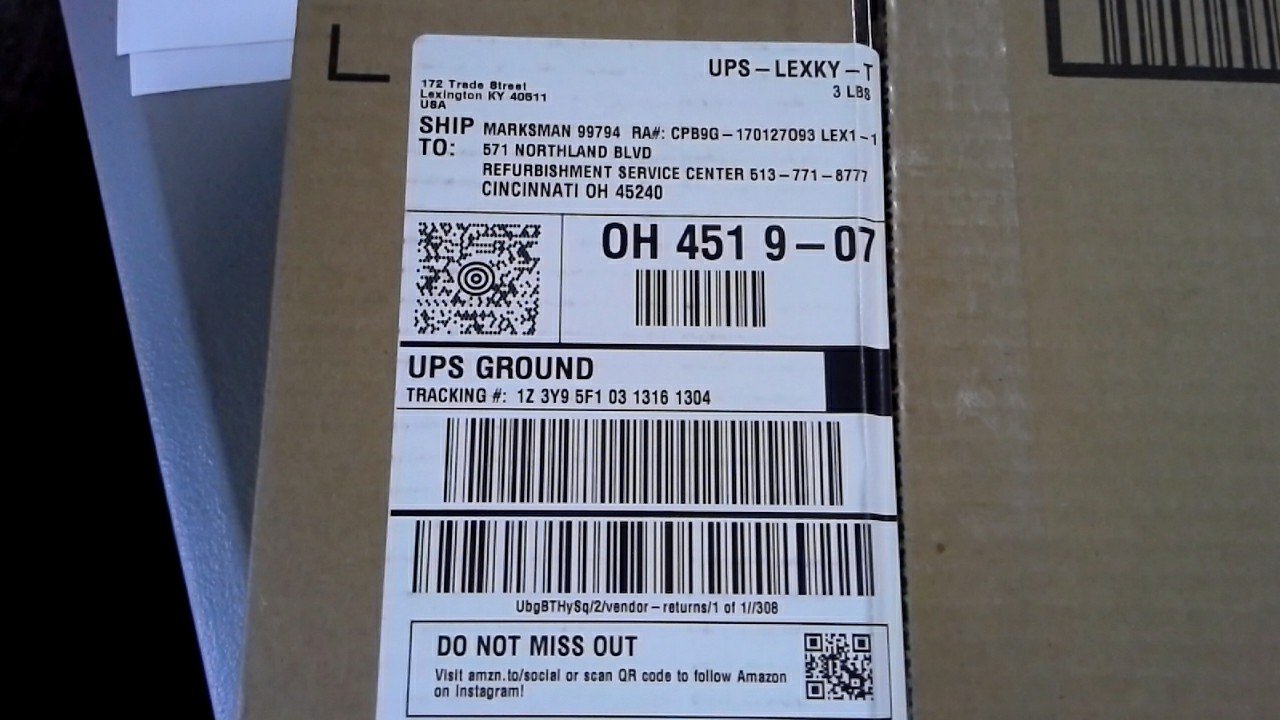 UPS-LEXKY-T
3 LBS
172 Trade Street
Lexington KY 40511
USA
SHIP TO:
MARKSMAN 99794 RA#: CPB9G-170127093 LEX1-1
571 NORTHLAND BLVD
REFURBISHMENT SERVICE CENTER 513-771-8777
CINCINNATI OH 45240
OH 451 9-07
UPS GROUND
TRACKING #: 1Z 3Y9 5F1 03 1316 1304
UbgBTHySq/2/vendor-returns/1 of 1//308
DO NOT MISS OUT
Visit amzn.to/social or scan QR code to follow Amazon
on Instagram!